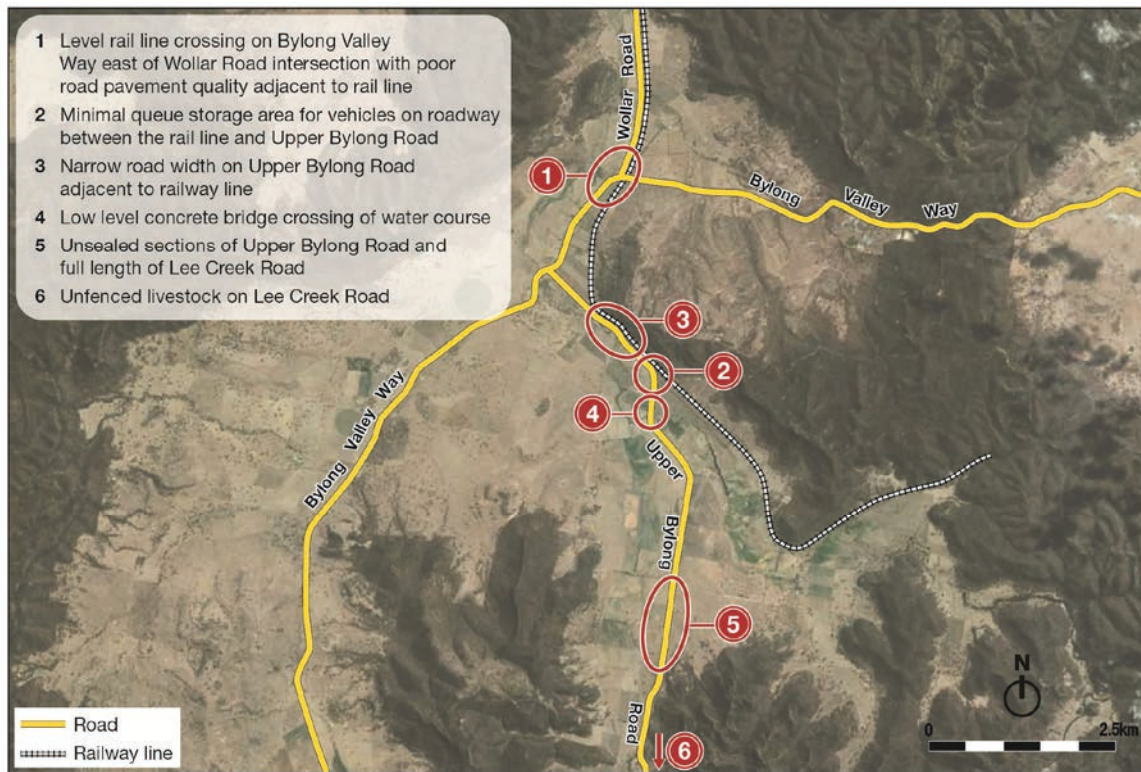 1 Level rail line crossing on Bylong Valley
Way east of Wollar Road intersection with poor
road pavement quality adjacent to rail line
2 Minimal queue storage area for vehicles on roadway
between the rail line and Upper Bylong Road
3 Narrow road width on Upper Bylong Road
adjacent to railway line
4 Low level concrete bridge crossing of water course
5 Unsealed sections of Upper Bylong Road and
full length of Lee Creek Road
6 Unfenced livestock on Lee Creek Road
Wollar Road
1
Bylong Valley Way
3
2
4
Bylong Valley Way
Upper Bylong Road
5
6
N
0 2.5km
Road
Railway line